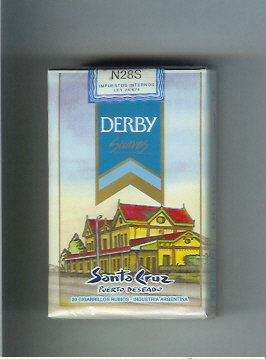 N28S
IMPUESTOS INTERNOS
DERBY
Suaves
Santa Cruz
PUERTO DESEADO
20 CIGARRILLOS RUBIOS - INDUSTRIA ARGENTINA